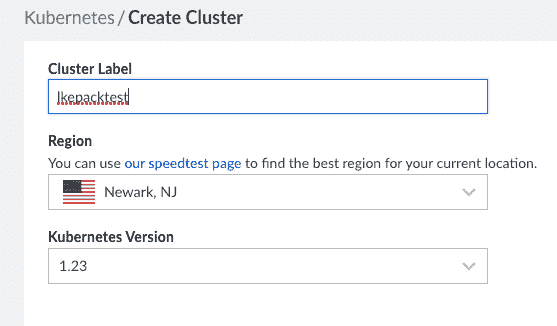 Kubernetes / Create Cluster
Cluster Label
lkepacktest
Region
You can use our speedtest page to find the best region for your current location.
Newark, NJ
Kubernetes Version
1.23